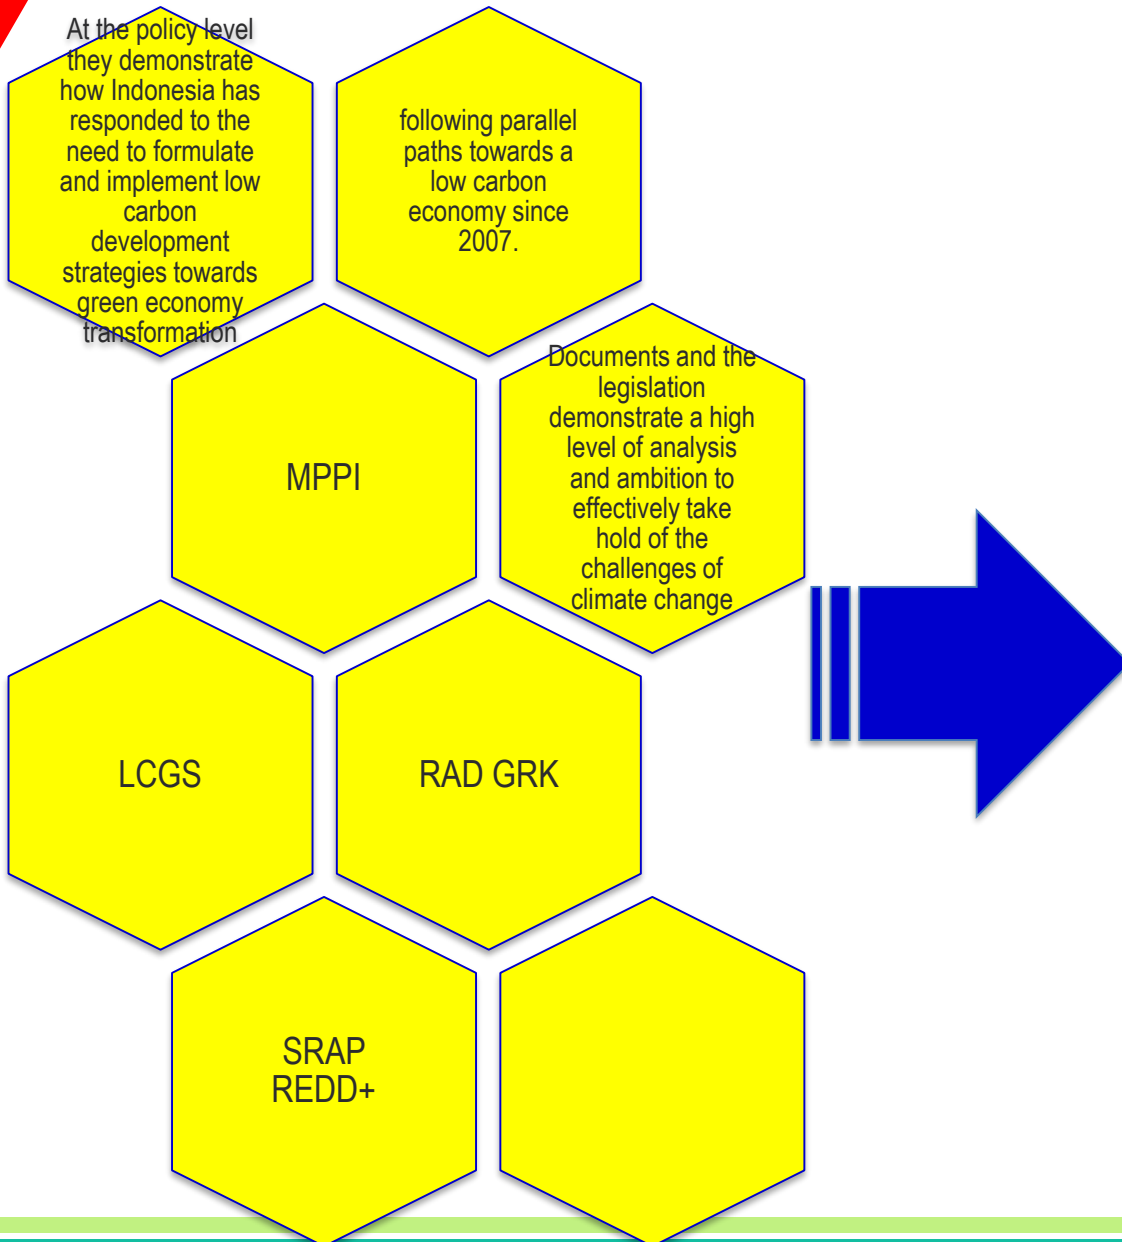 At the policy level
they demonstrate
how Indonesia has
responded to the
need to formulate
and implement low
carbon
development
strategies towards
green economy
transformation
following parallel
paths towards a
low carbon
economy since
2007.
MPPI
Documents and the
legislation
demonstrate a high
level of analysis
and ambition to
effectively take
hold of the
challenges of
climate change
LCGS
RAD GRK
SRAP
REDD+